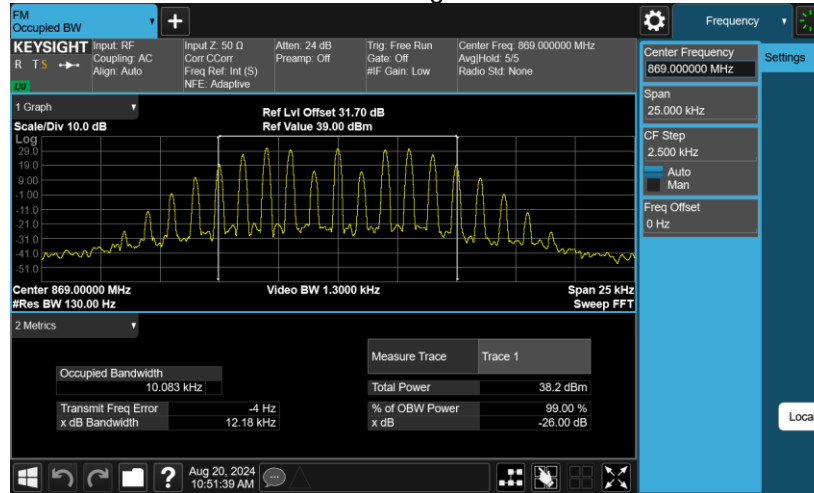 FM
Occupied BW
+
Frequency
KEYSIGHT
R T S
LXI
Input: RF
Coupling: AC
Align: Auto
Input Z: 50 Ω
Corr CCorr
Freq Ref: Int (S)
NFE: Adaptive
Atten: 24 dB
Preamp: Off
Trig: Free Run
Gate: Off
#IF Gain: Low
Center Freq: 869.000000 MHz
Avg|Hold: 5/5
Radio Std: None
1 Graph
Scale/Div 10.0 dB
Ref Lvl Offset 31.70 dB
Ref Value 39.00 dBm
Log
29.0
19.0
9.00
-1.00
-11.0
-21.0
-31.0
-41.0
-51.0
Center 869.00000 MHz
#Res BW 130.00 Hz
Video BW 1.3000 kHz
Span 25 kHz
Sweep FFT
2 Metrics
Measure Trace Trace 1
Occupied Bandwidth
10.083 kHz
Total Power 38.2 dBm
Transmit Freq Error -4 Hz
% of OBW Power 99.00 %
x dB Bandwidth 12.18 kHz
x dB -26.00 dB
Center Frequency
869.000000 MHz
Settings
Span
25.000 kHz
CF Step
2.500 kHz
Auto
Man
Freq Offset
0 Hz
Local
?
Aug 20, 2024
10:51:39 AM